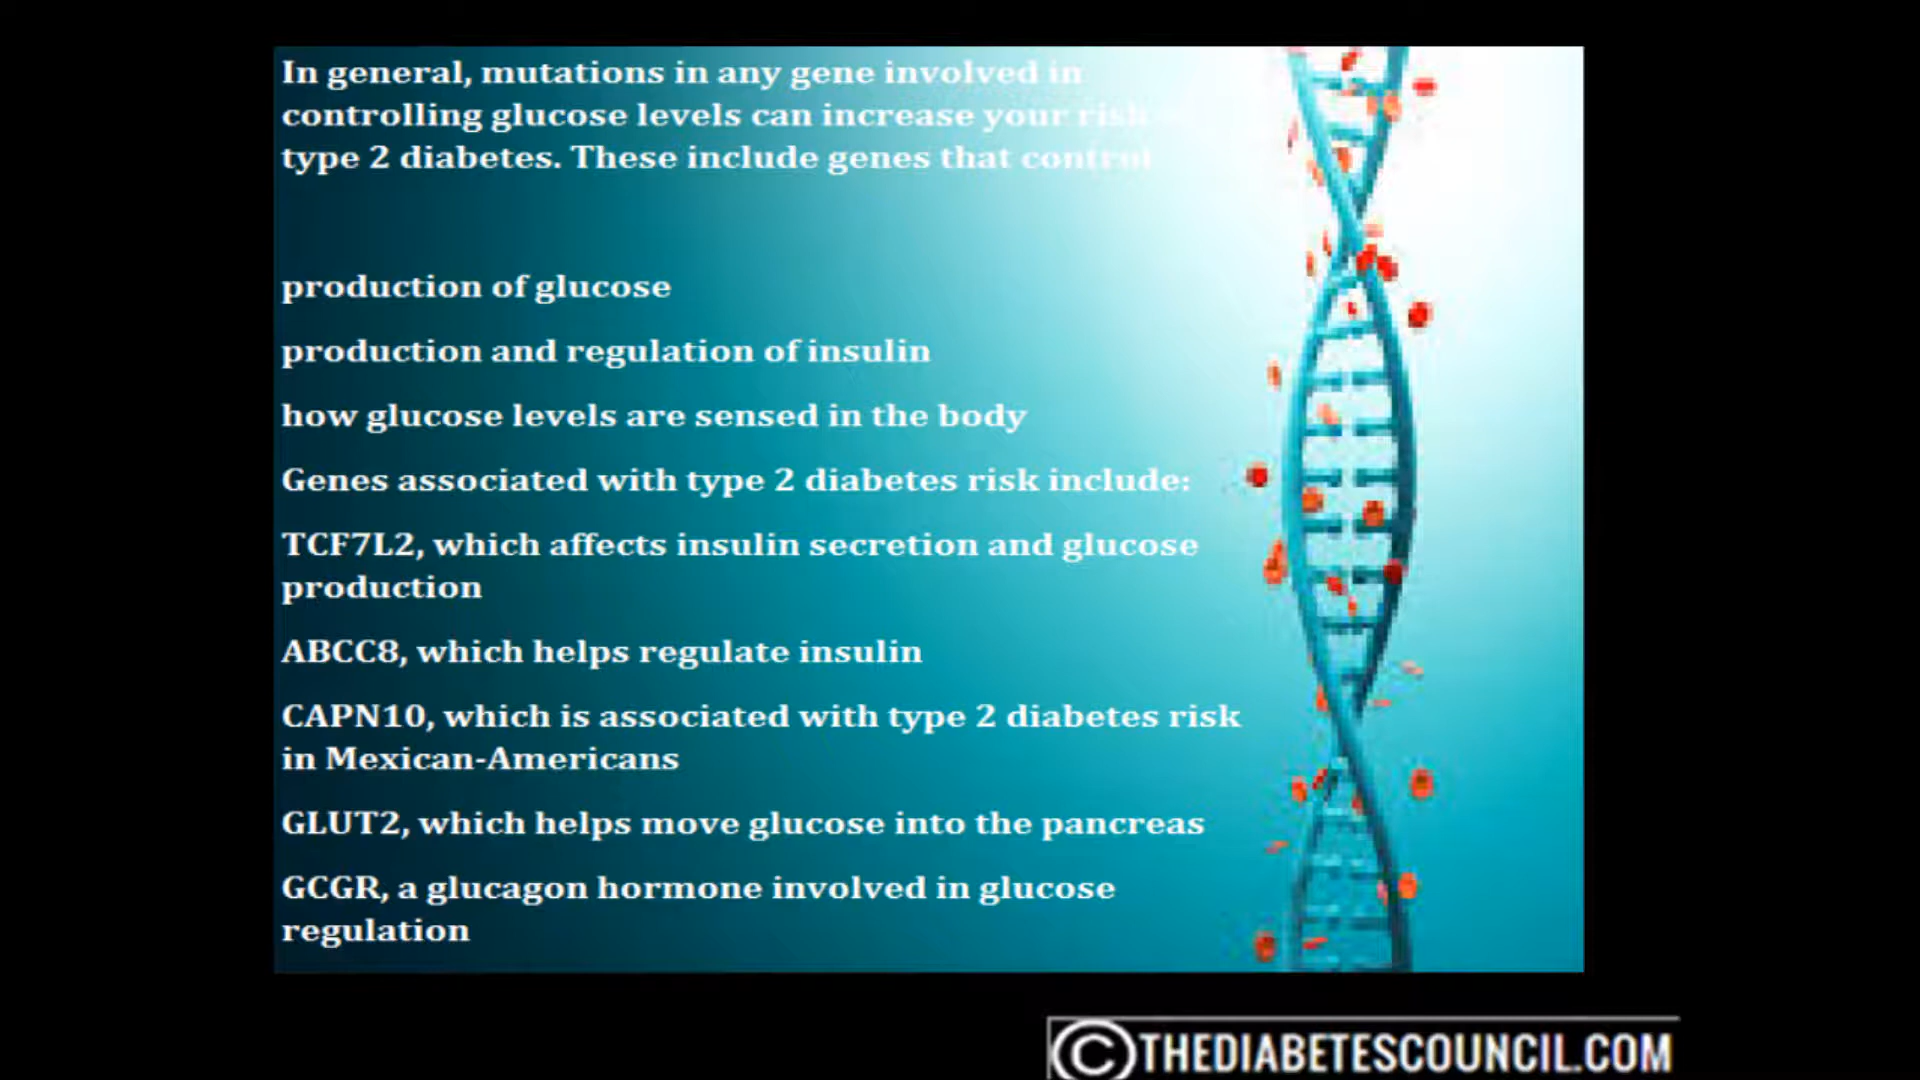 In general, mutations in any gene involved in
controlling glucose levels can increase your risk
type 2 diabetes. These include genes that control
production of glucose
production and regulation of insulin
how glucose levels are sensed in the body
Genes associated with type 2 diabetes risk include:
TCF7L2, which affects insulin secretion and glucose
production
ABCC8, which helps regulate insulin
CAPN10, which is associated with type 2 diabetes risk
in Mexican-Americans
GLUT2, which helps move glucose into the pancreas
GCGR, a glucagon hormone involved in glucose
regulation
© THEDIABETESCOUNCIL.COM